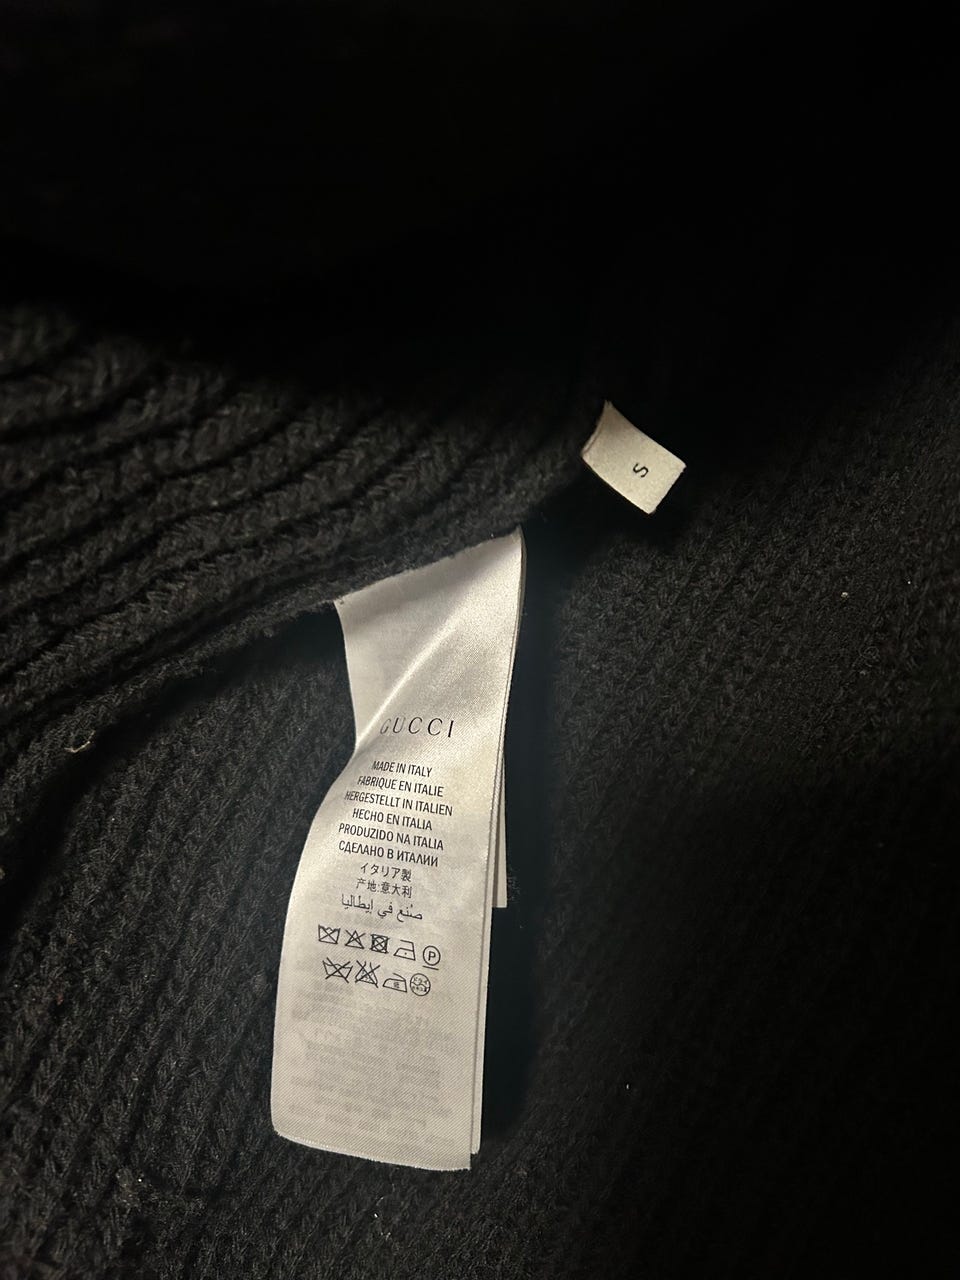 S
GUCCI
MADE IN ITALY
FABRIQUE EN ITALIE
HERGESTELLT IN ITALIEN
HECHO EN ITALIA
PRODUZIDO NA ITALIA
СДЕЛАНО В ИТАЛИИ
イタリア製
产地:意大利
صُنع في إيطاليا
P